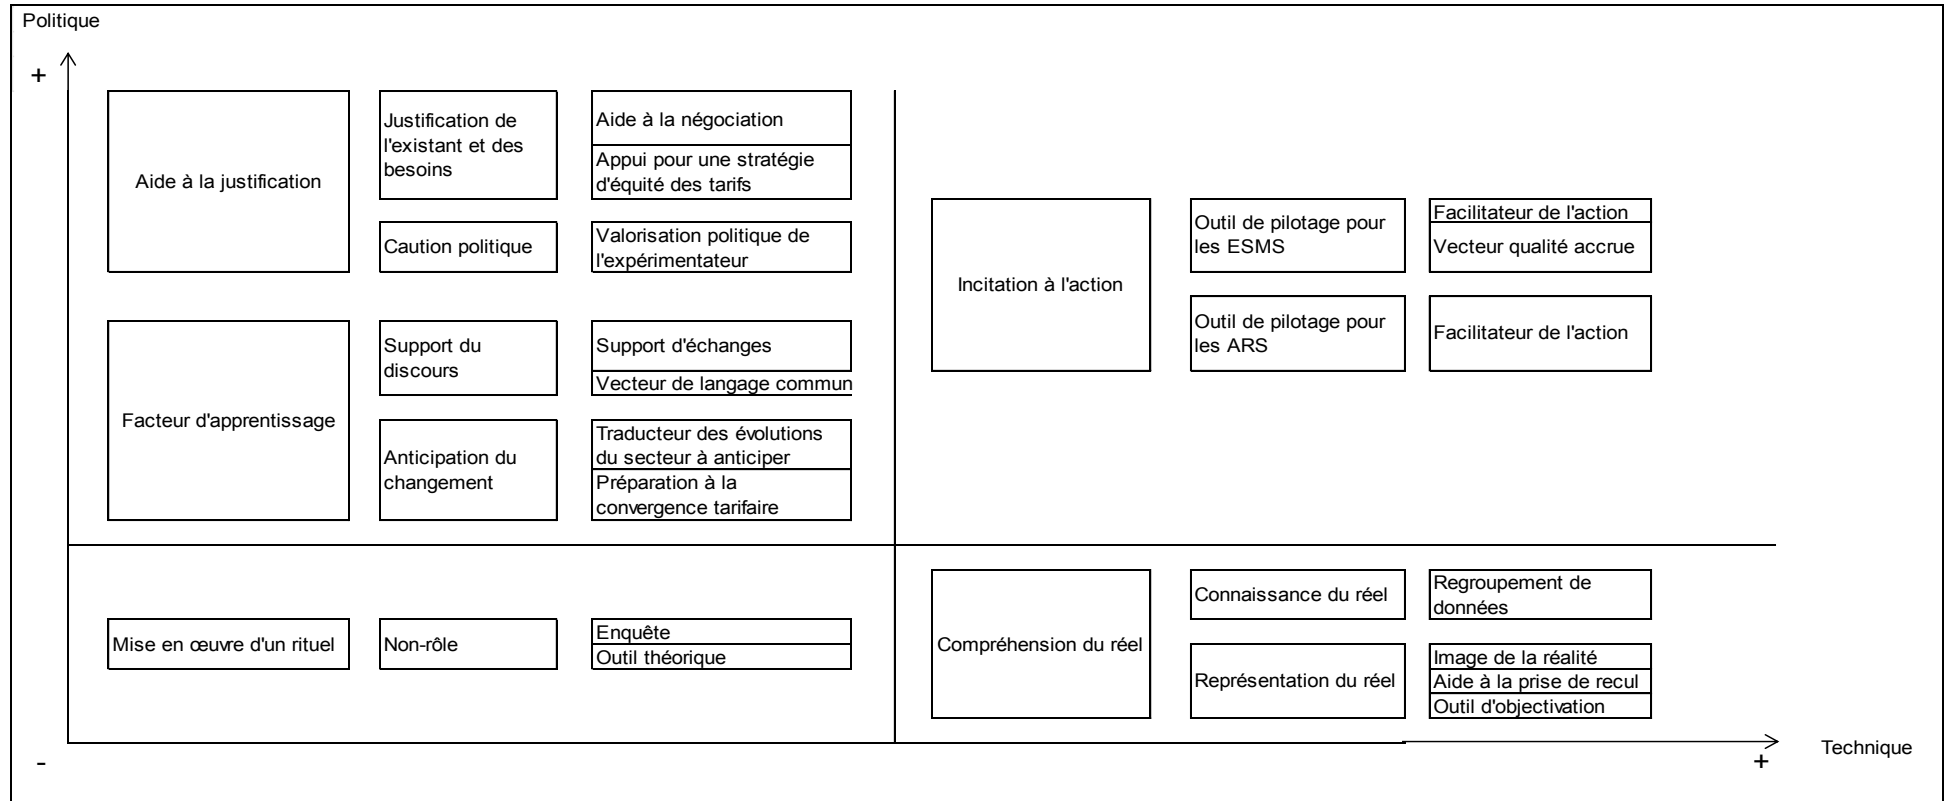 Politique
+
Aide à la justification
Justification de
l'existant et des
besoins
Aide à la négociation
Appui pour une stratégie
d'équité des tarifs
Caution politique
Valorisation politique de
l'expérimentateur
Facteur d'apprentissage
Support du
discours
Support d'échanges
Vecteur de langage commun
Anticipation du
changement
Traducteur des évolutions
du secteur à anticiper
Préparation à la
convergence tarifaire
Incitation à l'action
Outil de pilotage pour
les ESMS
Facilitateur de l'action
Vecteur qualité accrue
Outil de pilotage pour
les ARS
Facilitateur de l'action
Mise en œuvre d'un rituel
Non-rôle
Enquête
Outil théorique
Compréhension du réel
Connaissance du réel
Regroupement de
données
Représentation du réel
Image de la réalité
Aide à la prise de recul
Outil d'objectivation
-
+
Technique